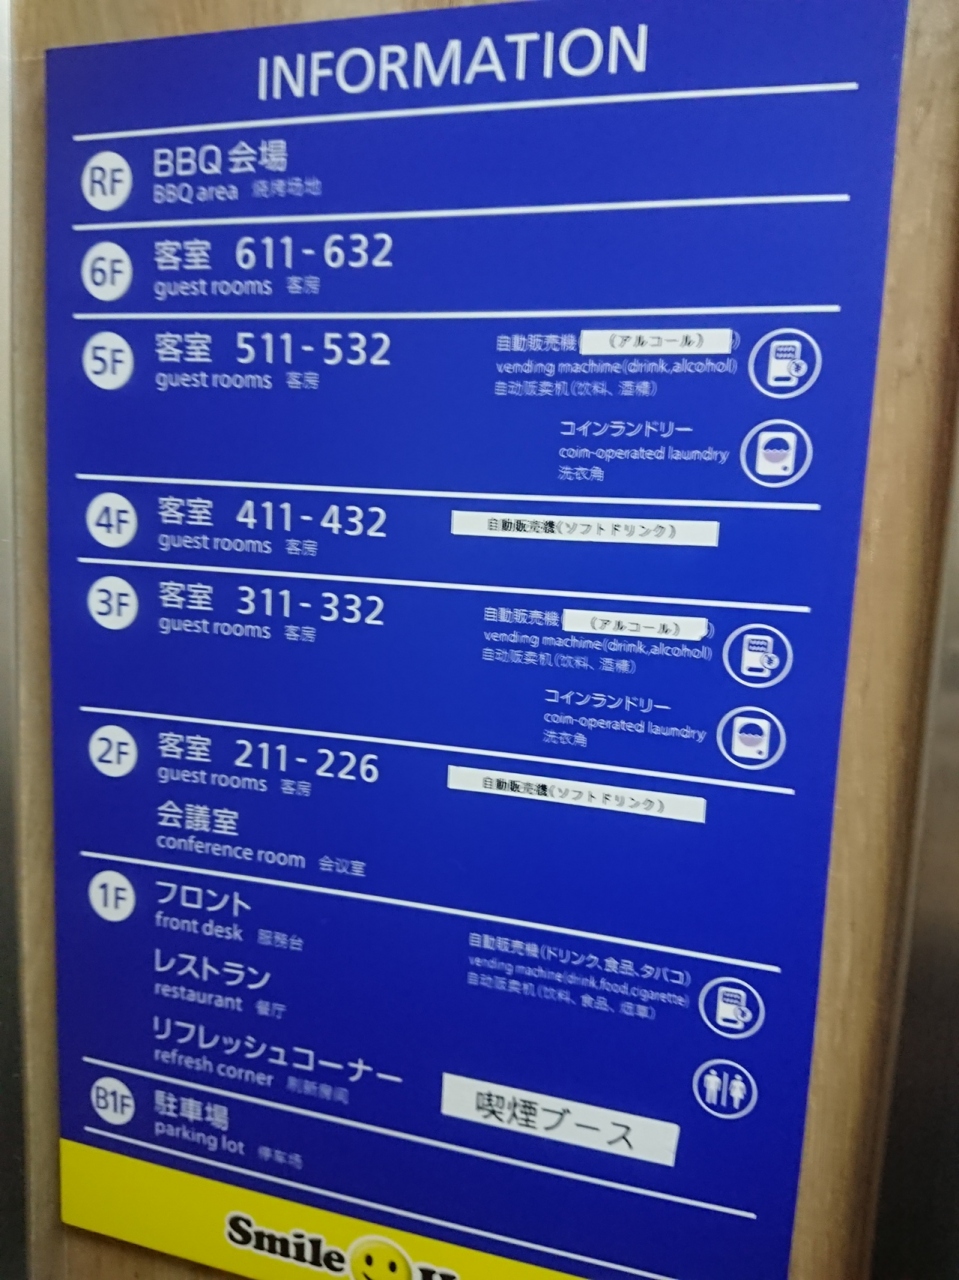 INFORMATION
RF BBQ 会場
BBQ area 烧烤场地
6F 客室 611-632
guest rooms 客房
5F 客室 511-532
guest rooms 客房
自動販売機 (アルコール) )
vending machine(drink,alcohol)
自动贩卖机(饮料、酒精)
コインランドリー
coin-operated laundry
洗衣角
4F 客室 411-432
guest rooms 客房
自動販売機(ソフトドリンク)
3F 客室 311-332
guest rooms 客房
自動販売機( (アルコール) )
vending machine(drink,alcohol)
自动贩卖机(饮料、酒精)
コインランドリー
coin-operated laundry
洗衣角
2F 客室 211-226
guest rooms 客房
自動販売機(ソフトドリンク)
会議室
conference room 会议室
1F フロント
front desk 服務台
レストラン
restaurant 餐厅
リフレッシュコーナー
refresh corner 刷新房间
自動販売機(ドリンク、食品、タバコ)
vending machine(drink,food,cigarette)
自动贩卖机(饮料、食品、烟草)
喫煙ブース
B1F 駐車場
parking lot 停车场
Smile